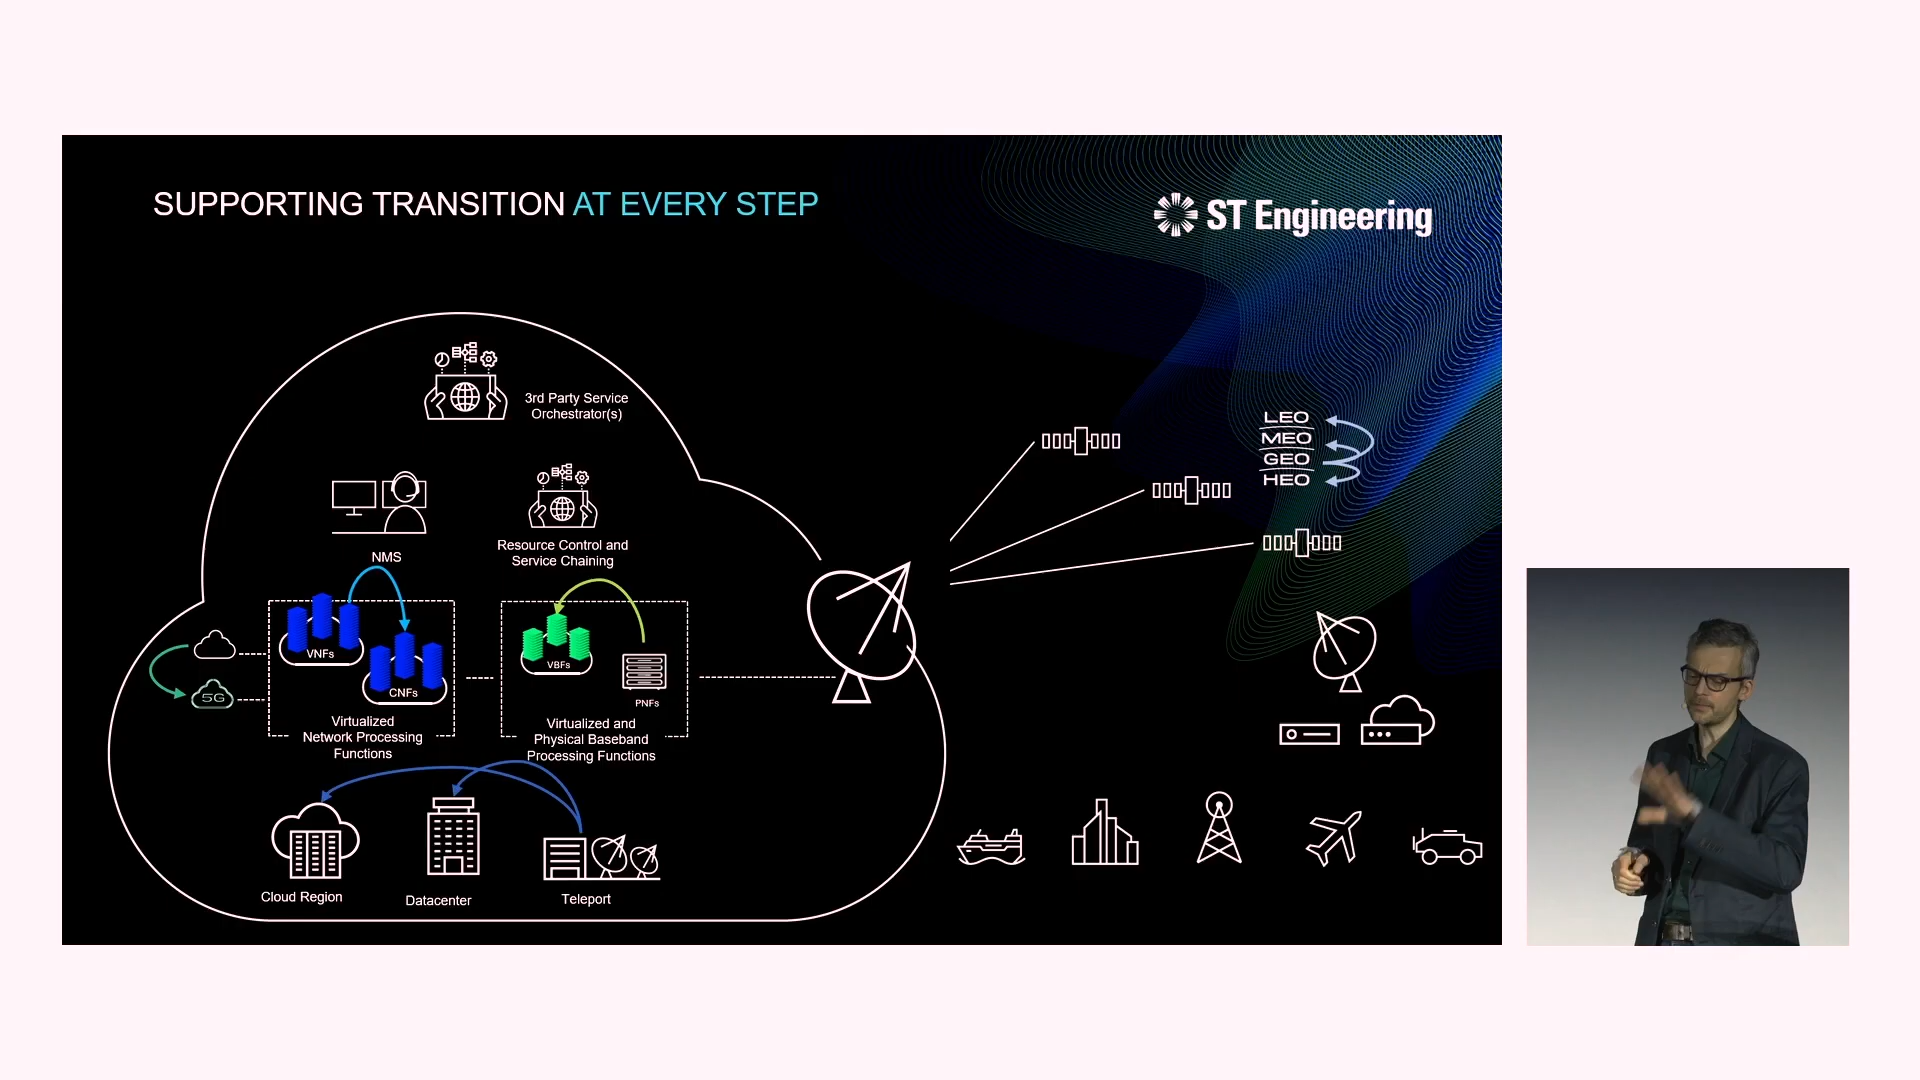 SUPPORTING TRANSITION AT EVERY STEP
ST Engineering
3rd Party Service
Orchestrator(s)
LEO
MEO
GEO
HEO
NMS
Resource Control and
Service Chaining
VNFs
CNFs
5G
Virtualized
Network Processing
Functions
VBFs
PNFs
Virtualized and
Physical Baseband
Processing Functions
Cloud Region
Datacenter
Teleport